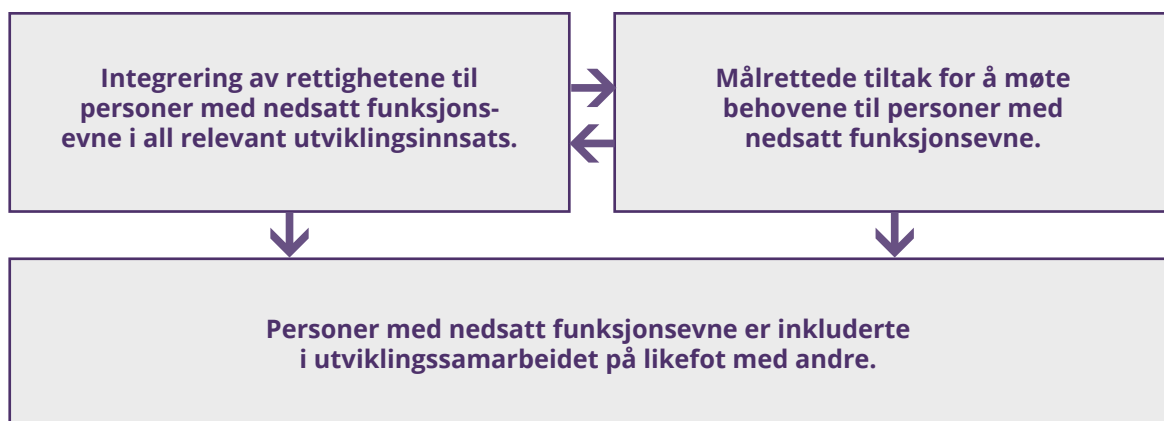 Integrering av rettighetene til
personer med nedsatt funksjons-
evne i all relevant utviklingsinnsats.
Målrettede tiltak for å møte
behovene til personer med
nedsatt funksjonsevne.
Personer med nedsatt funksjonsevne er inkluderte
i utviklingssamarbeidet på likefot med andre.